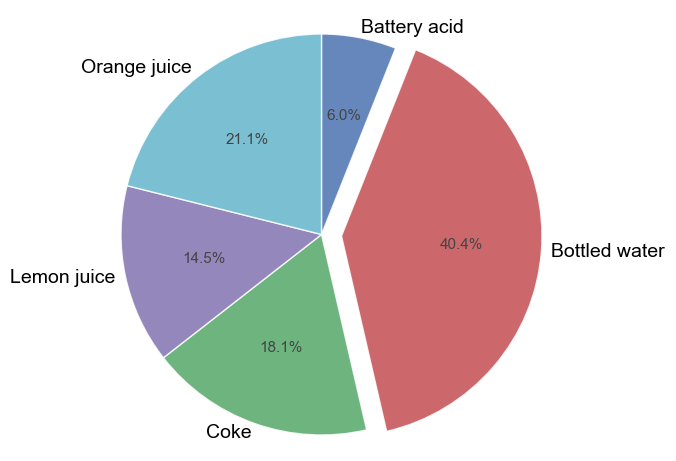 Battery acid
Orange juice
6.0%
21.1%
40.4%
Bottled water
14.5%
Lemon juice
18.1%
Coke